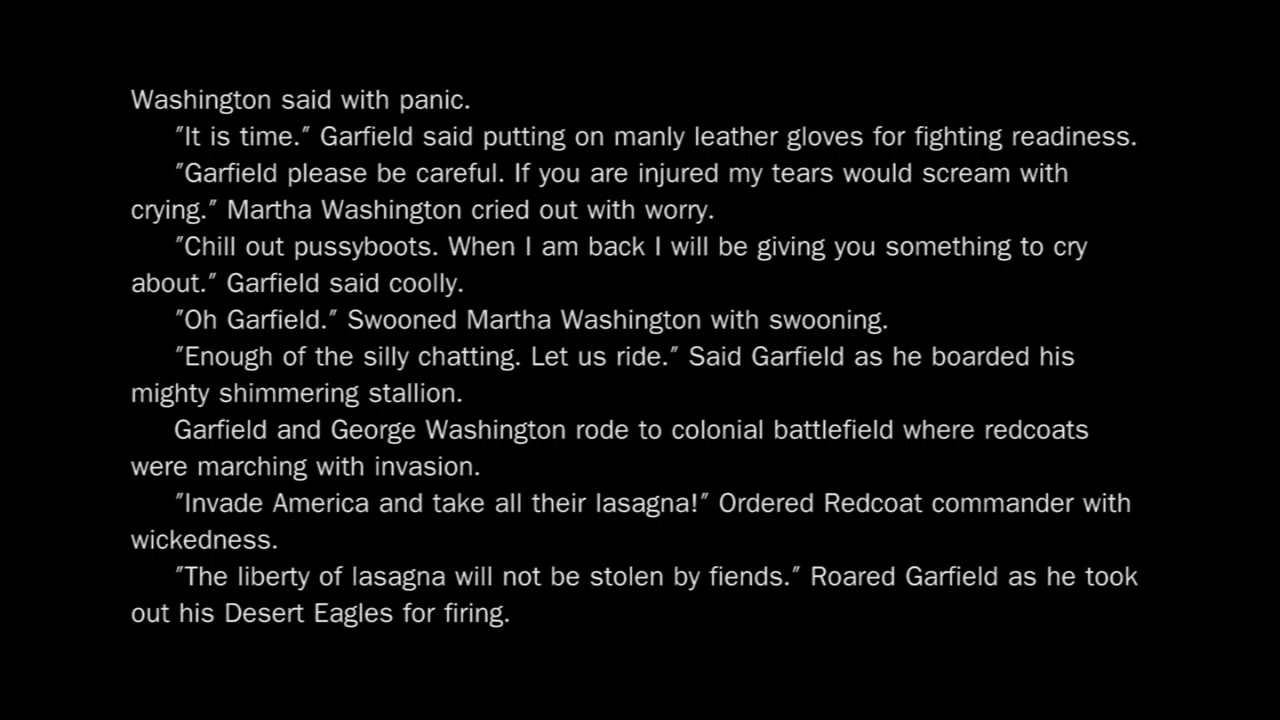 Washington said with panic.
"It is time." Garfield said putting on manly leather gloves for fighting readiness.
"Garfield please be careful. If you are injured my tears would scream with
crying." Martha Washington cried out with worry.
"Chill out pussyboots. When I am back I will be giving you something to cry
about." Garfield said coolly.
"Oh Garfield." Swooned Martha Washington with swooning.
"Enough of the silly chatting. Let us ride." Said Garfield as he boarded his
mighty shimmering stallion.
Garfield and George Washington rode to colonial battlefield where redcoats
were marching with invasion.
"Invade America and take all their lasagna!" Ordered Redcoat commander with
wickedness.
"The liberty of lasagna will not be stolen by fiends." Roared Garfield as he took
out his Desert Eagles for firing.